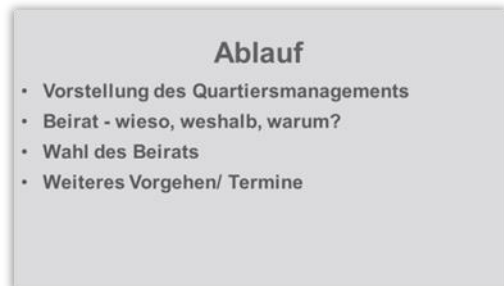 Ablauf
• Vorstellung des Quartiersmanagements
• Beirat - wieso, weshalb, warum?
• Wahl des Beirats
• Weiteres Vorgehen/ Termine